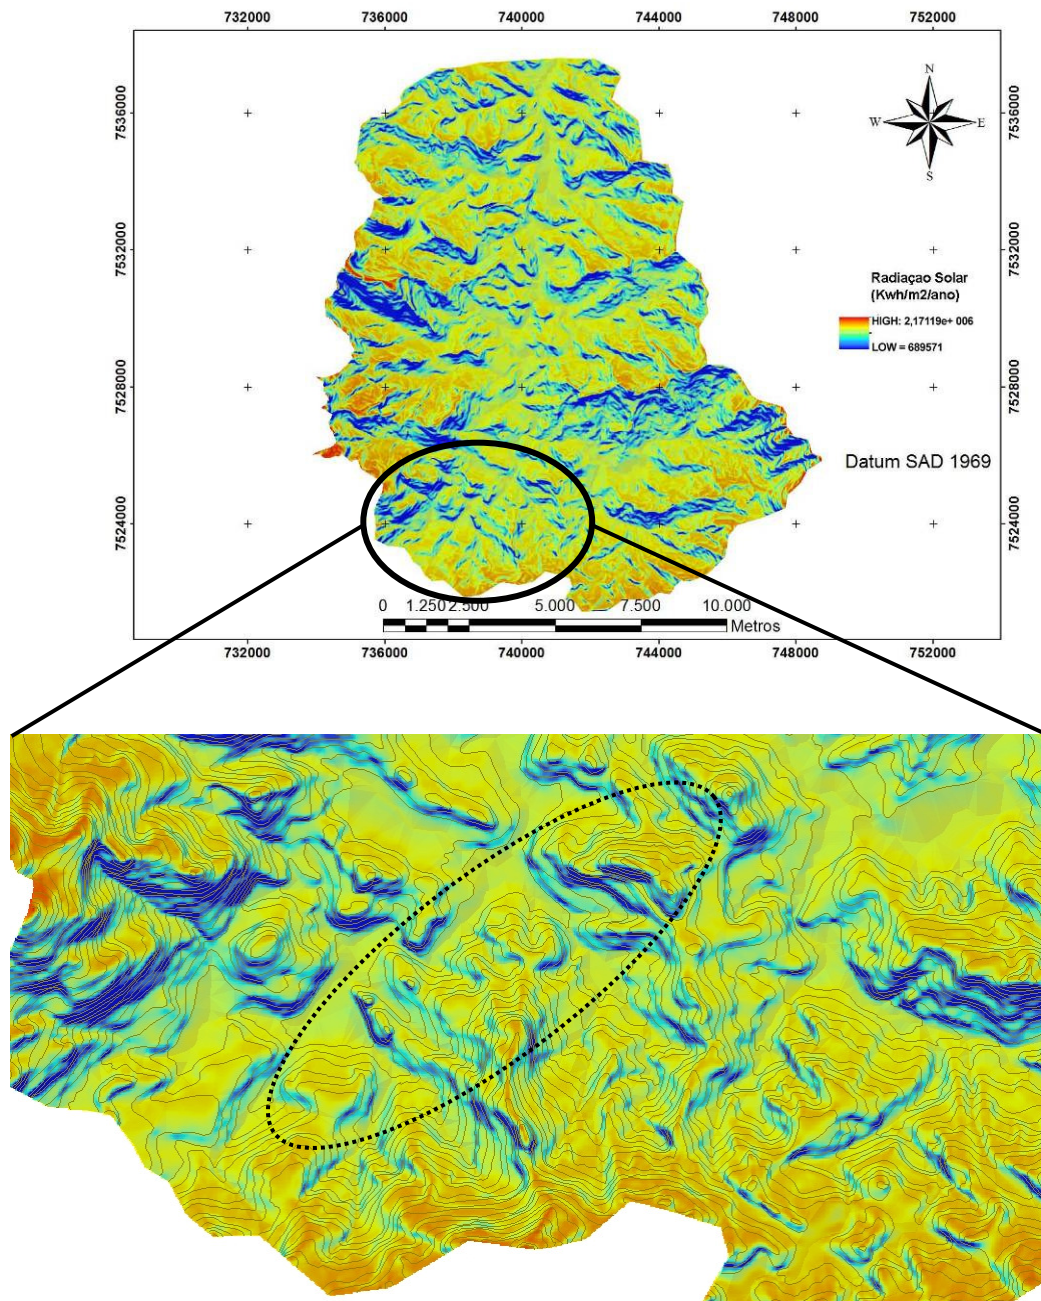 732000 736000 740000 744000 748000 752000
N
W E
S
7536000 7536000
7532000 7532000
Radiaçao Solar
(Kwh/m2/ano)
HIGH: 2,17119e+ 006
LOW = 689571
7528000 7528000
Datum SAD 1969
7524000 7524000
0 1.250 2.500 5.000 7.500 10.000
Metros
732000 736000 740000 744000 748000 752000